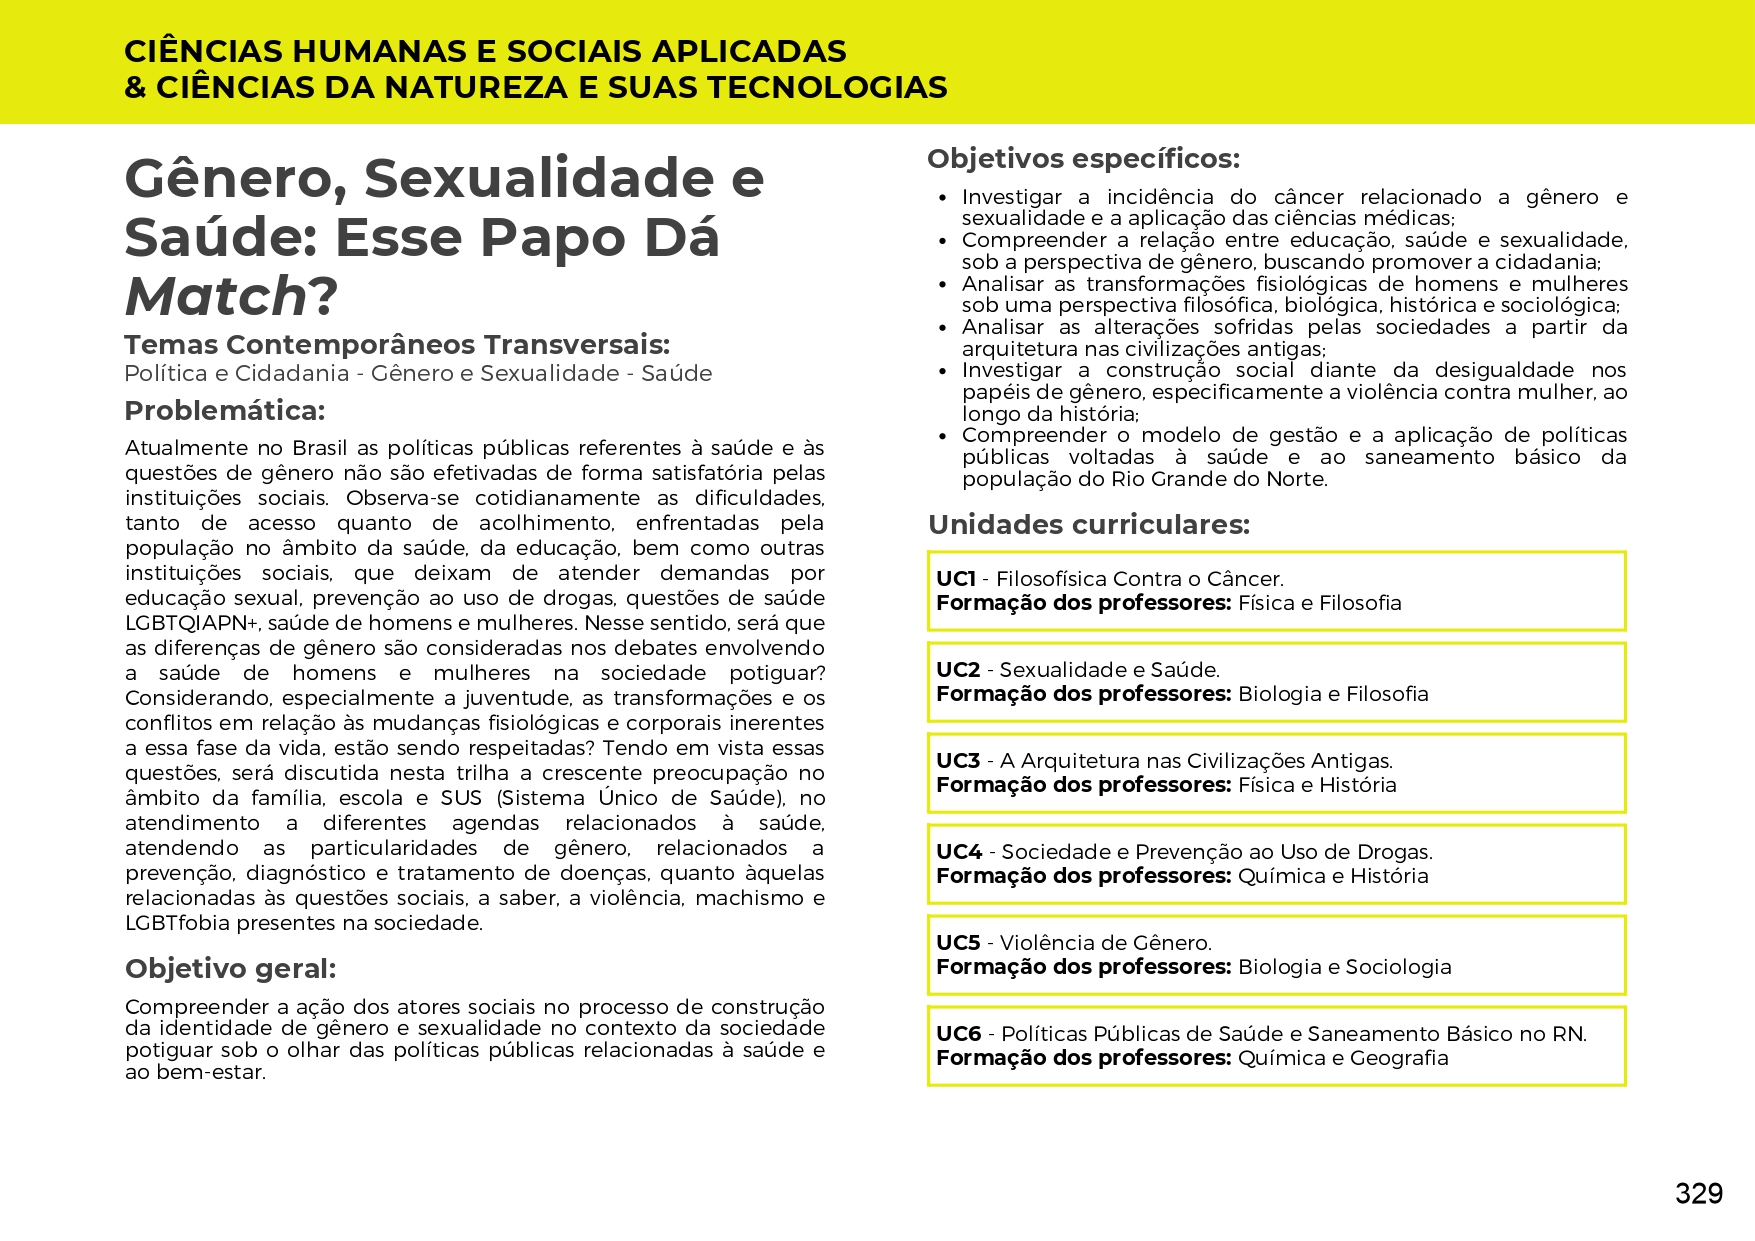 CIÊNCIAS HUMANAS E SOCIAIS APLICADAS
& CIÊNCIAS DA NATUREZA E SUAS TECNOLOGIAS
Gênero, Sexualidade e
Saúde: Esse Papo Dá
Match?
Temas Contemporâneos Transversais:
Política e Cidadania - Gênero e Sexualidade - Saúde
Problemática:
Atualmente no Brasil as políticas públicas referentes à saúde e às
questões de gênero não são efetivadas de forma satisfatória pelas
instituições sociais. Observa-se cotidianamente as dificuldades,
tanto de acesso quanto de acolhimento, enfrentadas pela
população no âmbito da saúde, da educação, bem como outras
instituições sociais, que deixam de atender demandas por
educação sexual, prevenção ao uso de drogas, questões de saúde
LGBTQIAPN+, saúde de homens e mulheres. Nesse sentido, será que
as diferenças de gênero são consideradas nos debates envolvendo
a saúde de homens e mulheres na sociedade potiguar?
Considerando, especialmente a juventude, as transformações e os
conflitos em relação às mudanças fisiológicas e corporais inerentes
a essa fase da vida, estão sendo respeitadas? Tendo em vista essas
questões, será discutida nesta trilha a crescente preocupação no
âmbito da família, escola e SUS (Sistema Único de Saúde), no
atendimento a diferentes agendas relacionados à saúde,
atendendo as particularidades de gênero, relacionados a
prevenção, diagnóstico e tratamento de doenças, quanto àquelas
relacionadas às questões sociais, a saber, a violência, machismo e
LGBTfobia presentes na sociedade.
Objetivo geral:
Compreender a ação dos atores sociais no processo de construção
da identidade de gênero e sexualidade no contexto da sociedade
potiguar sob o olhar das políticas públicas relacionadas à saúde e
ao bem-estar.
Objetivos específicos:
• Investigar a incidência do câncer relacionado a gênero e
sexualidade e a aplicação das ciências médicas;
• Compreender a relação entre educação, saúde e sexualidade,
sob a perspectiva de gênero, buscando promover a cidadania;
• Analisar as transformações fisiológicas de homens e mulheres
sob uma perspectiva filosófica, biológica, histórica e sociológica;
• Analisar as alterações sofridas pelas sociedades a partir da
arquitetura nas civilizações antigas;
• Investigar a construção social diante da desigualdade nos
papéis de gênero, especificamente a violência contra mulher, ao
longo da história;
• Compreender o modelo de gestão e a aplicação de políticas
públicas voltadas à saúde e ao saneamento básico da
população do Rio Grande do Norte.
Unidades curriculares:
UC1 - Filosofísica Contra o Câncer.
Formação dos professores: Física e Filosofia
UC2 - Sexualidade e Saúde.
Formação dos professores: Biologia e Filosofia
UC3 - A Arquitetura nas Civilizações Antigas.
Formação dos professores: Física e História
UC4 - Sociedade e Prevenção ao Uso de Drogas.
Formação dos professores: Química e História
UC5 - Violência de Gênero.
Formação dos professores: Biologia e Sociologia
UC6 - Políticas Públicas de Saúde e Saneamento Básico no RN.
Formação dos professores: Química e Geografia
329